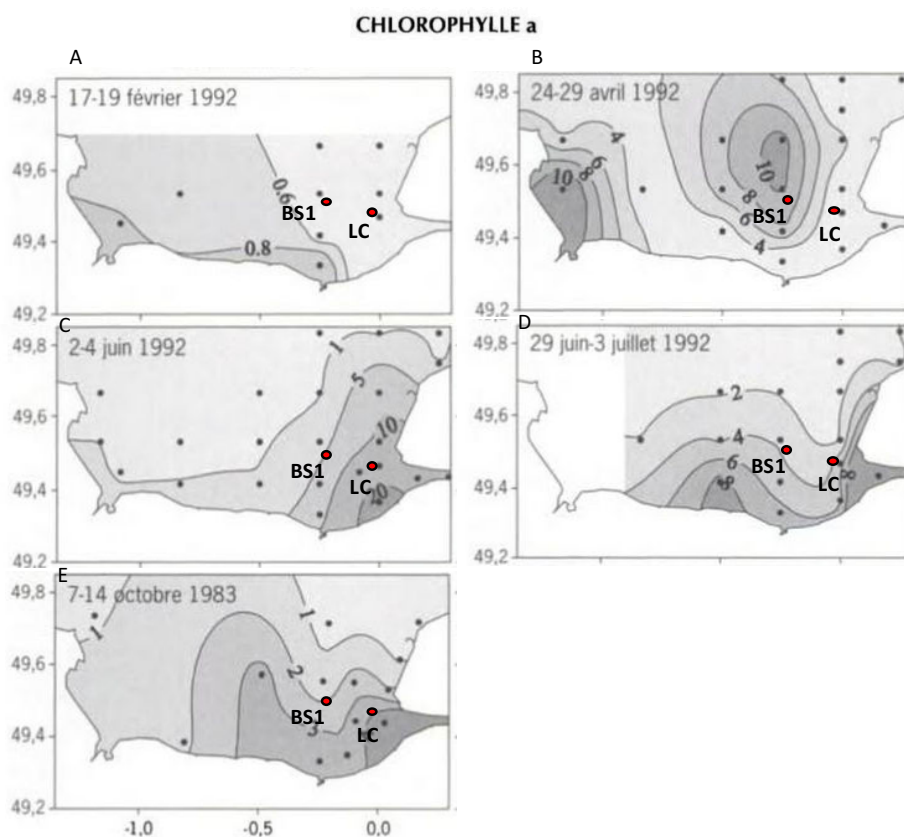 CHLOROPHYLLE a
A
17-19 février 1992
49,8
49,6
49,4
49,2
0.6
0.8
BS1
LC
B
24-29 avril 1992
49,8
49,6
49,4
49,2
4
6
8
10
10
8
6
4
BS1
LC
C
2-4 juin 1992
49,8
49,6
49,4
49,2
1
5
10
20
BS1
LC
D
29 juin-3 juillet 1992
49,8
49,6
49,4
49,2
2
4
6
8
8
BS1
LC
E
7-14 octobre 1983
49,8
49,6
49,4
49,2
1
1
2
3
BS1
LC
-1,0
-0,5
0,0